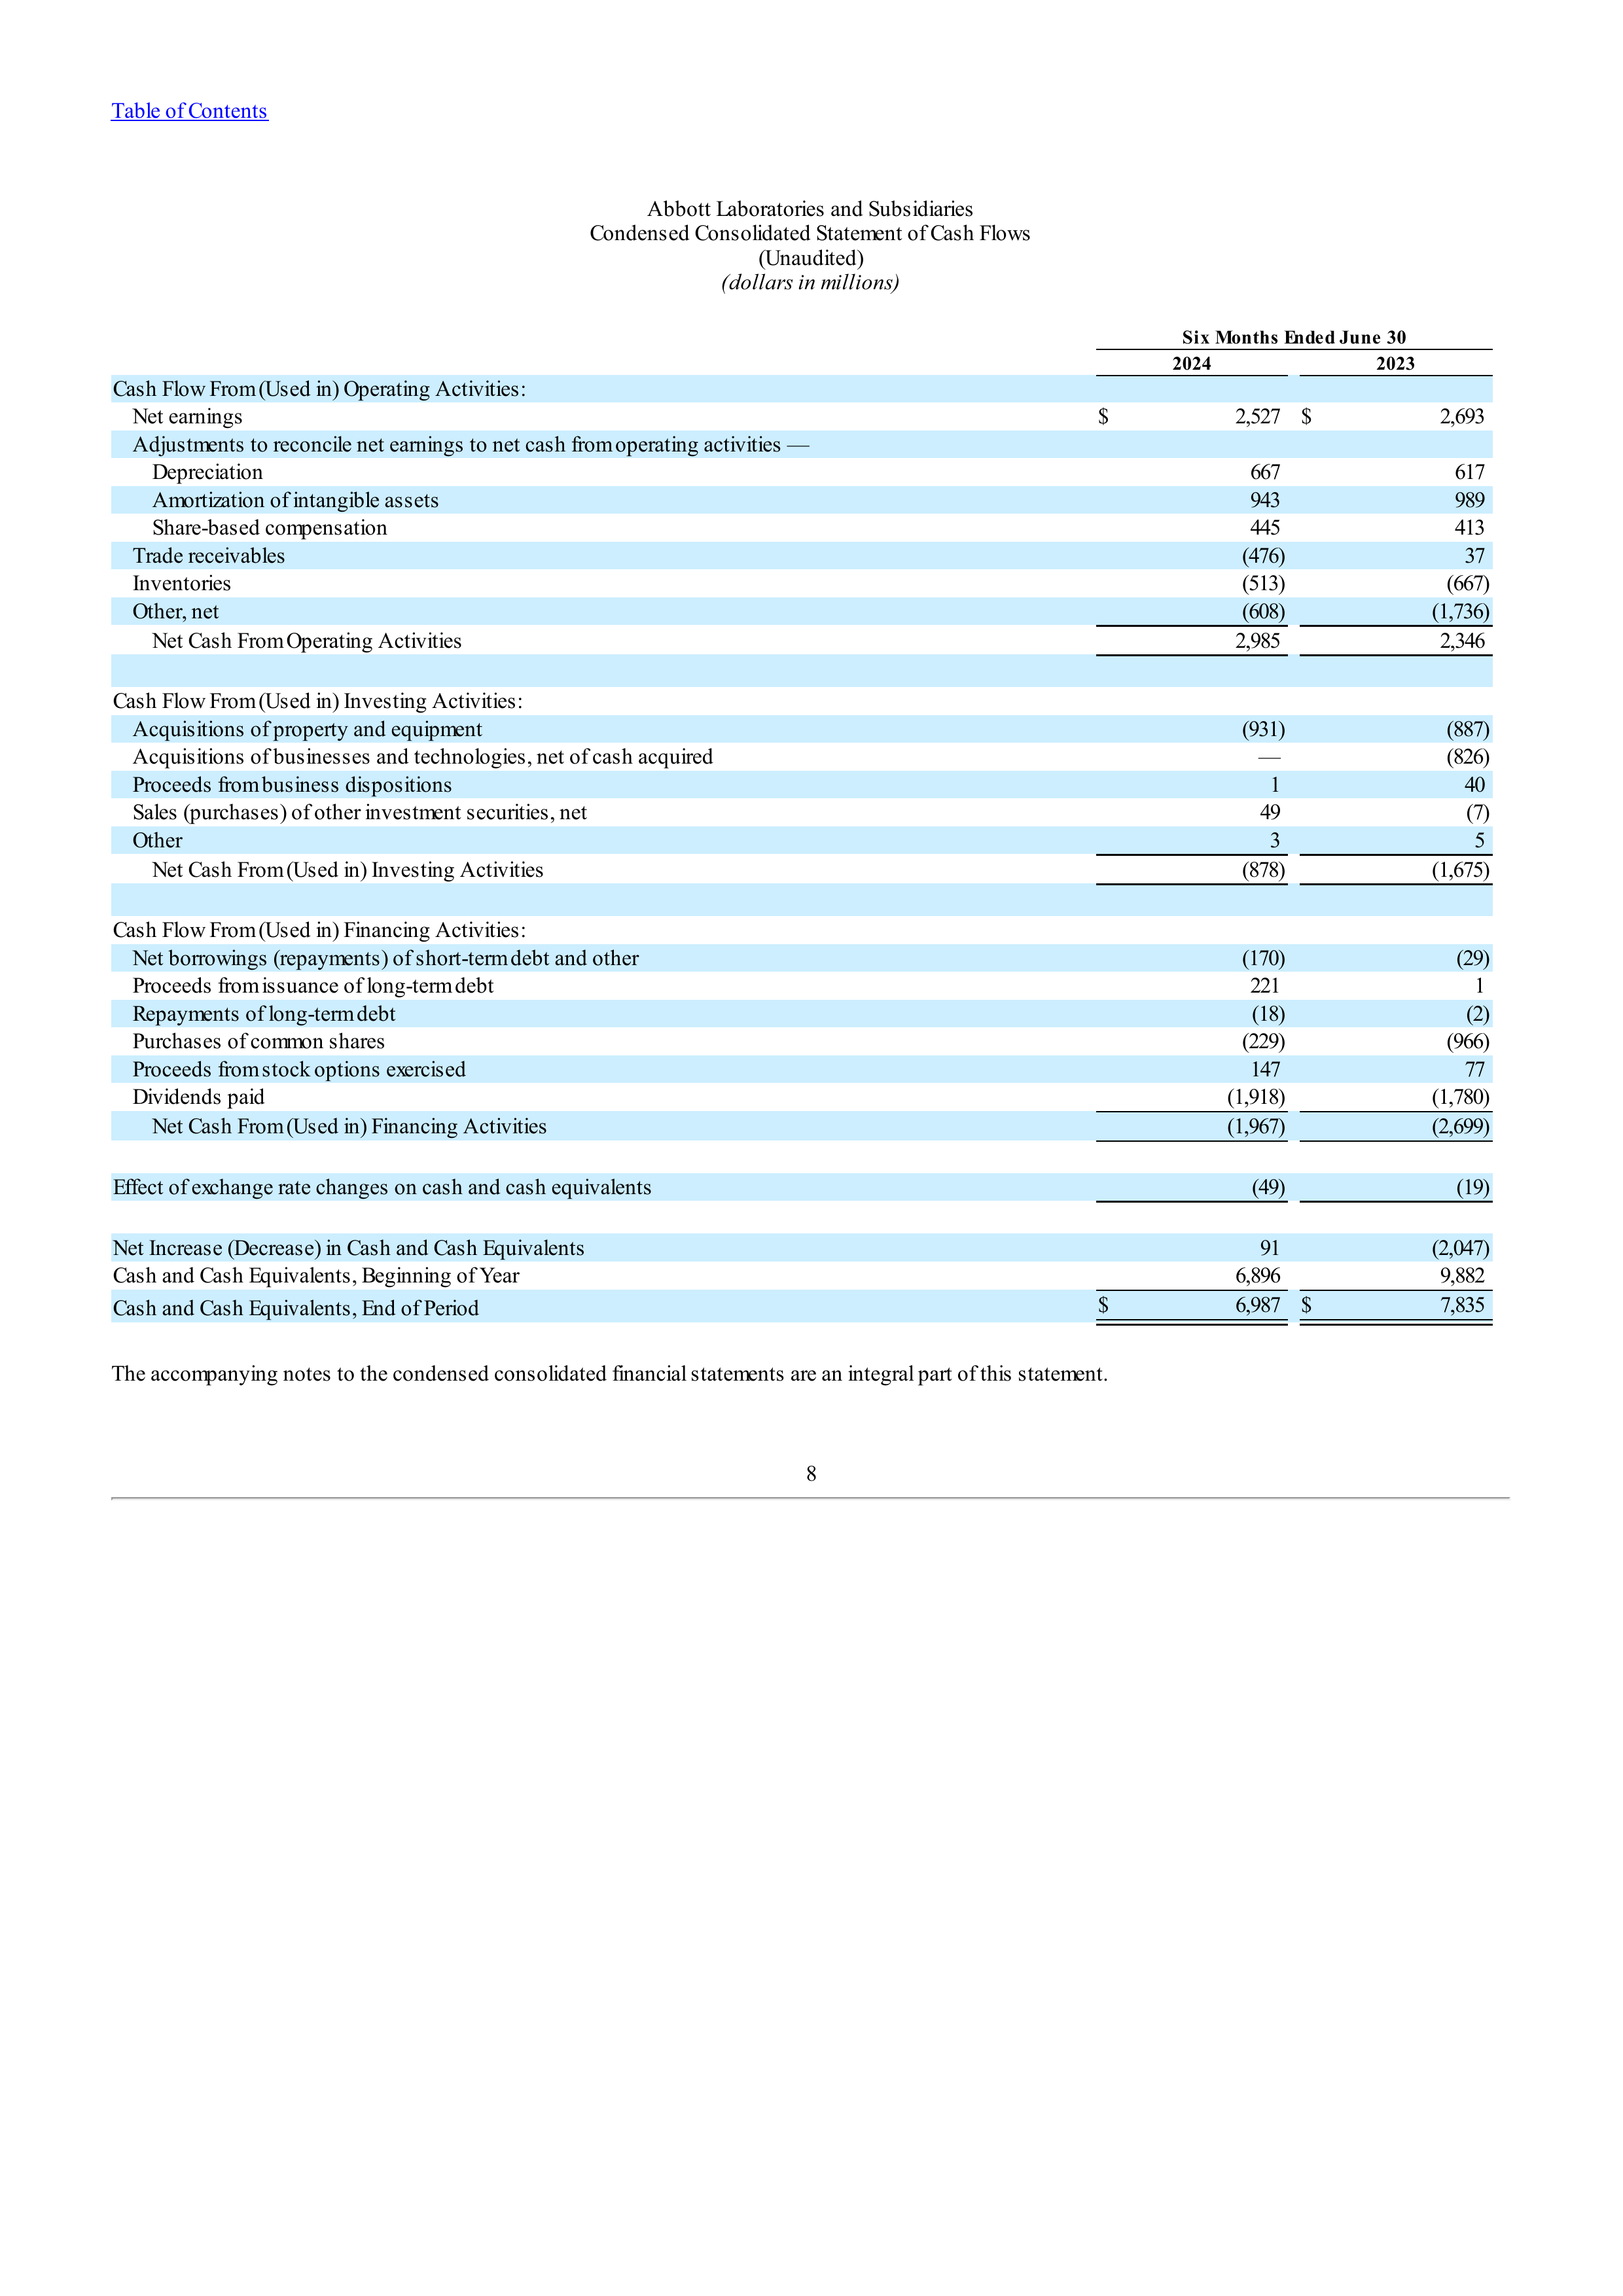 Table of Contents
Abbott Laboratories and Subsidiaries
Condensed Consolidated Statement of Cash Flows
(Unaudited)
(dollars in millions)
Six Months Ended June 30
2024 2023
Cash Flow From (Used in) Operating Activities:
Net earnings $ 2,527 $ 2,693
Adjustments to reconcile net earnings to net cash from operating activities —
Depreciation 667 617
Amortization of intangible assets 943 989
Share-based compensation 445 413
Trade receivables (476) 37
Inventories (513) (667)
Other, net (608) (1,736)
Net Cash From Operating Activities 2,985 2,346
Cash Flow From (Used in) Investing Activities:
Acquisitions of property and equipment (931) (887)
Acquisitions of businesses and technologies, net of cash acquired — (826)
Proceeds from business dispositions 1 40
Sales (purchases) of other investment securities, net 49 (7)
Other 3 5
Net Cash From (Used in) Investing Activities (878) (1,675)
Cash Flow From (Used in) Financing Activities:
Net borrowings (repayments) of short-term debt and other (170) (29)
Proceeds from issuance of long-term debt 221 1
Repayments of long-term debt (18) (2)
Purchases of common shares (229) (966)
Proceeds from stock options exercised 147 77
Dividends paid (1,918) (1,780)
Net Cash From (Used in) Financing Activities (1,967) (2,699)
Effect of exchange rate changes on cash and cash equivalents (49) (19)
Net Increase (Decrease) in Cash and Cash Equivalents 91 (2,047)
Cash and Cash Equivalents, Beginning of Year 6,896 9,882
Cash and Cash Equivalents, End of Period $ 6,987 $ 7,835
The accompanying notes to the condensed consolidated financial statements are an integral part of this statement.
8